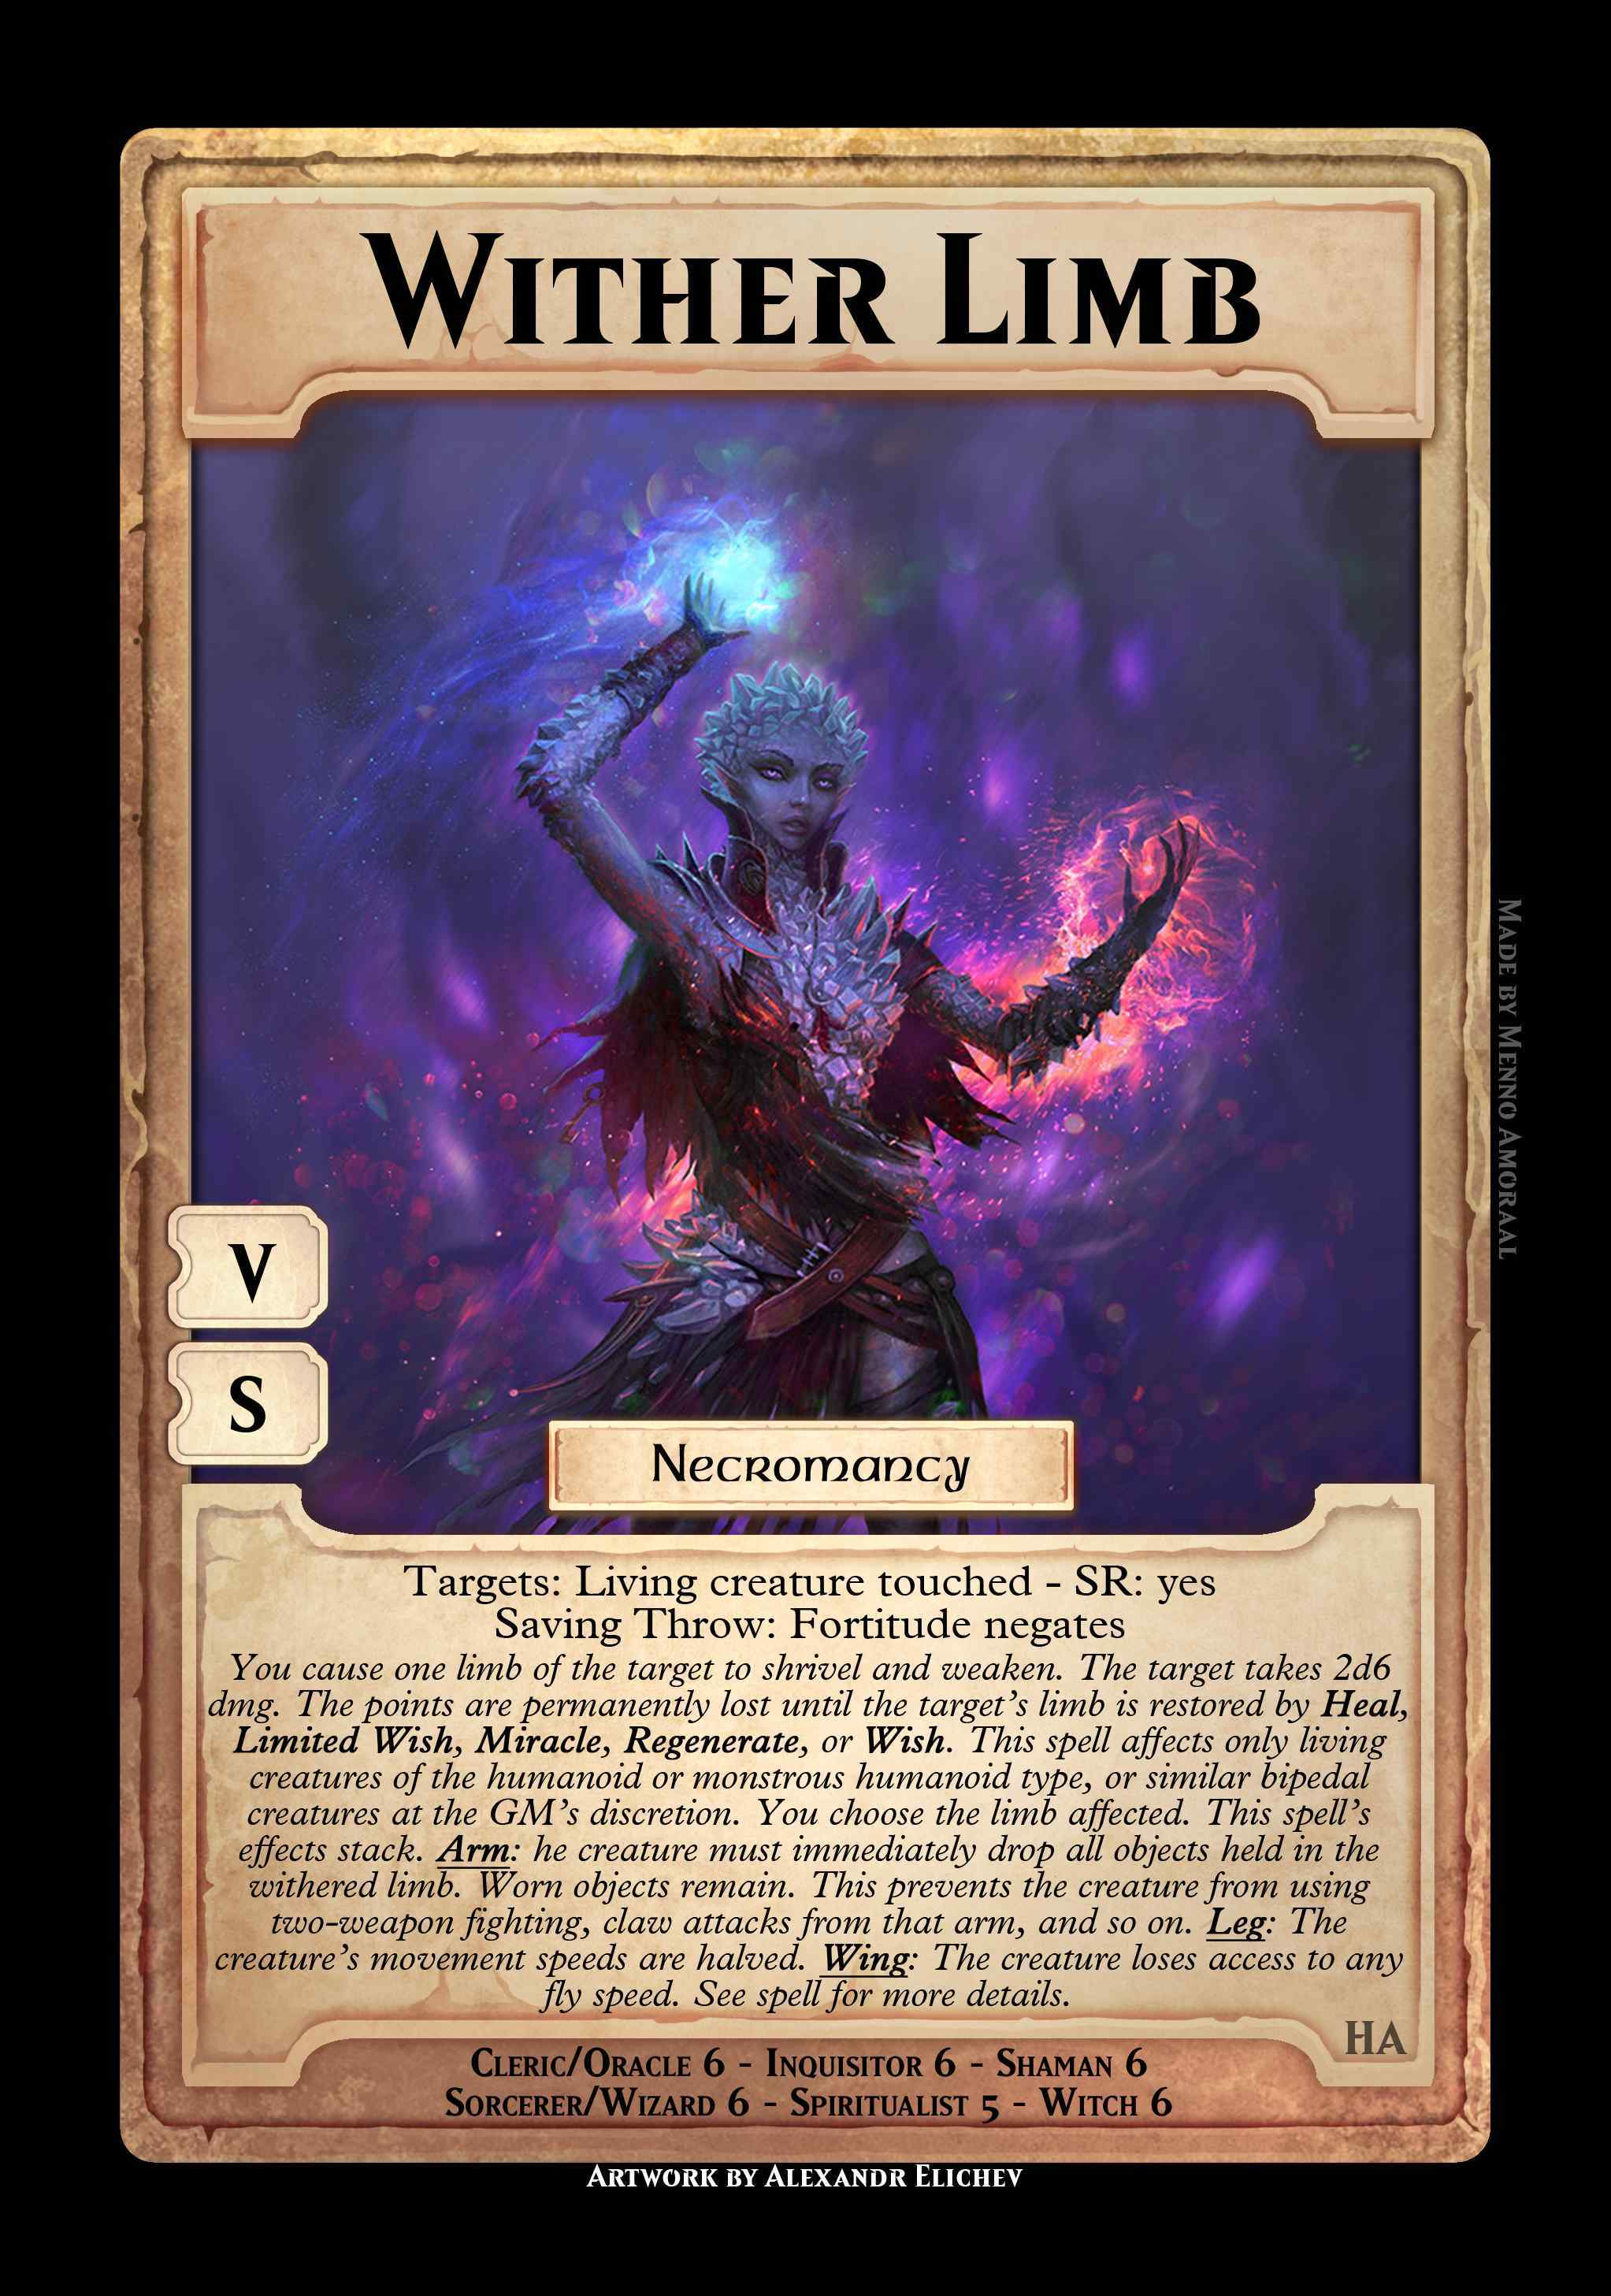 Wither Limb
Made by Menno Amoraal
V
S
Necromancy
Targets: Living creature touched - SR: yes
Saving Throw: Fortitude negates
You cause one limb of the target to shrivel and weaken. The target takes 2d6
dmg. The points are permanently lost until the target's limb is restored by Heal,
Limited Wish, Miracle, Regenerate, or Wish. This spell affects only living
creatures of the humanoid or monstrous humanoid type, or similar bipedal
creatures at the GM's discretion. You choose the limb affected. This spell's
effects stack. Arm: he creature must immediately drop all objects held in the
withered limb. Worn objects remain. This prevents the creature from using
two-weapon fighting, claw attacks from that arm, and so on. Leg: The
creature's movement speeds are halved. Wing: The creature loses access to any
fly speed. See spell for more details.
HA
Cleric/Oracle 6 - Inquisitor 6 - Shaman 6
Sorcerer/Wizard 6 - Spiritualist 5 - Witch 6
Artwork by Alexandr Elichev